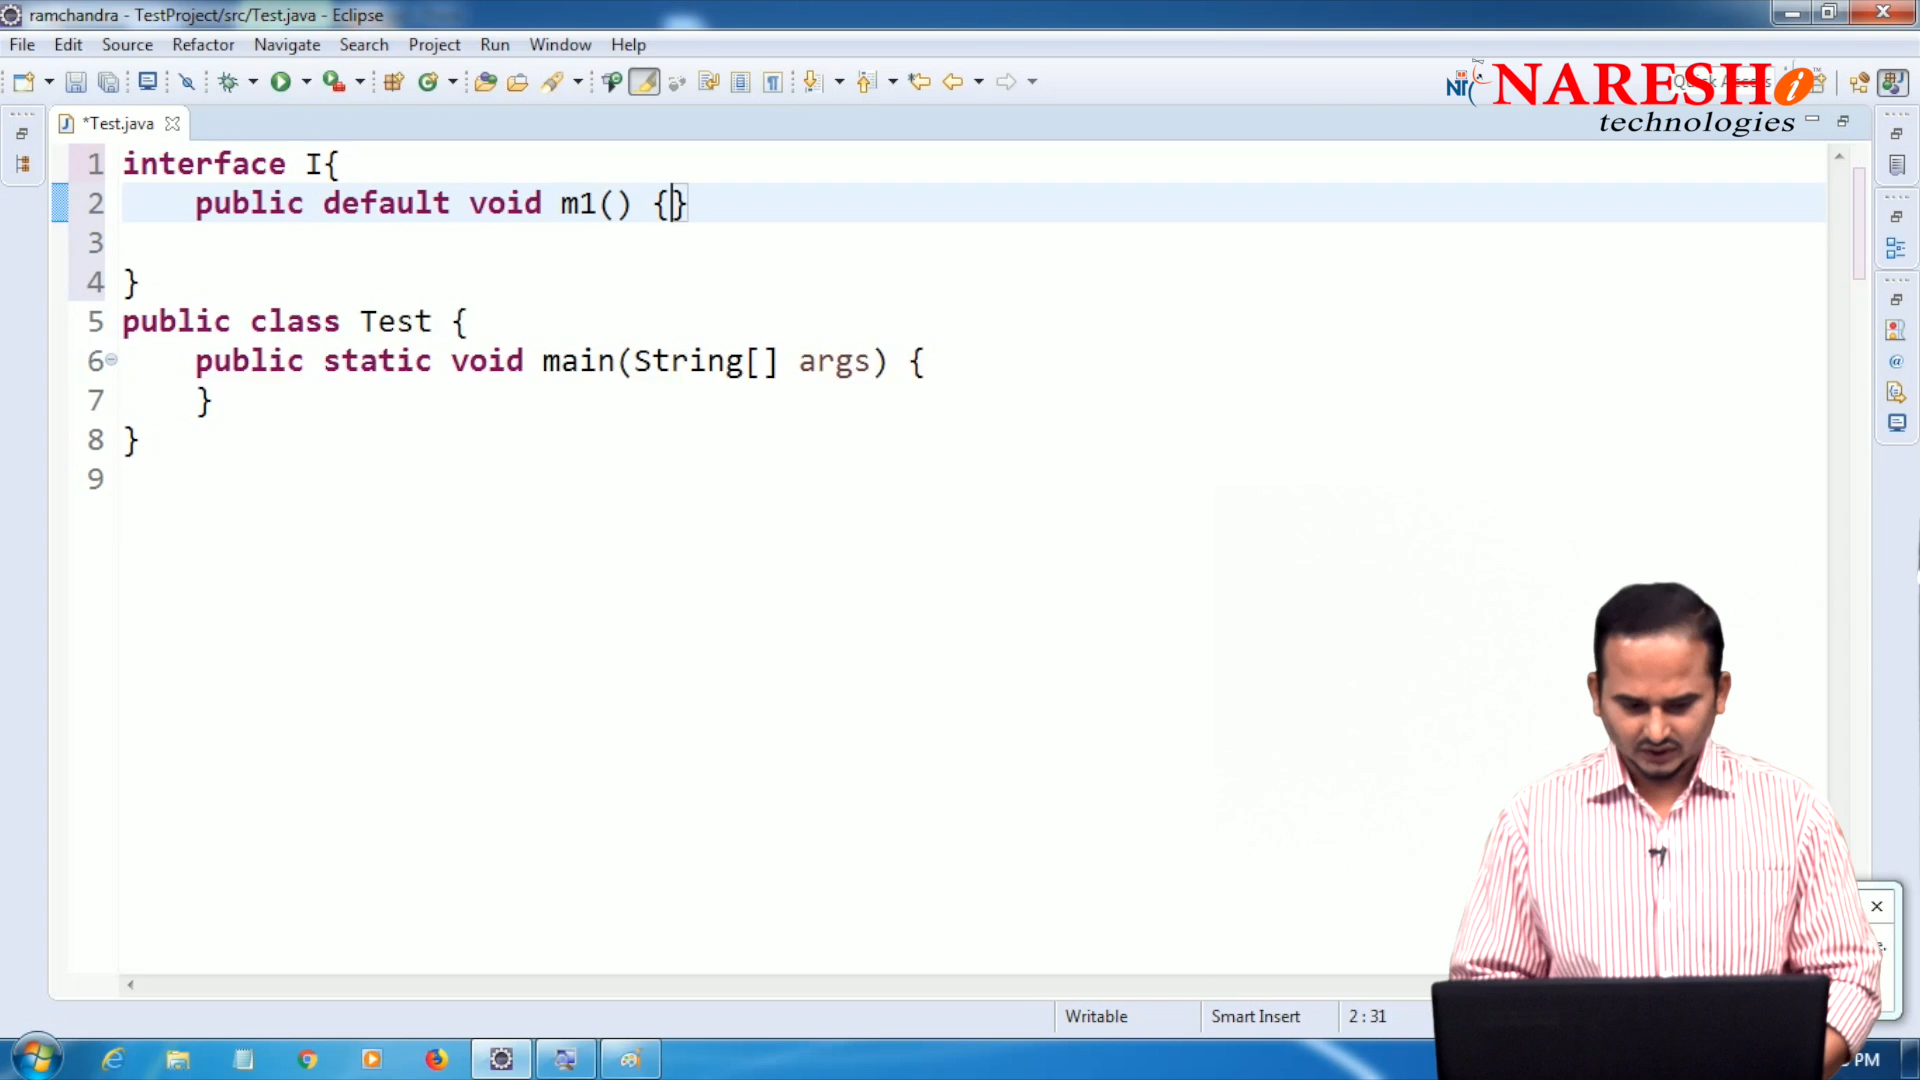 ramchandra - TestProject/src/Test.java - Eclipse
File Edit Source Refactor Navigate Search Project Run Window Help
NARESH i
technologies
*Test.java
1 interface I{
2 public default void m1() {}
3
4 }
5 public class Test {
6 public static void main(String[] args) {
7 }
8 }
9
Writable Smart Insert 2 : 31
PM